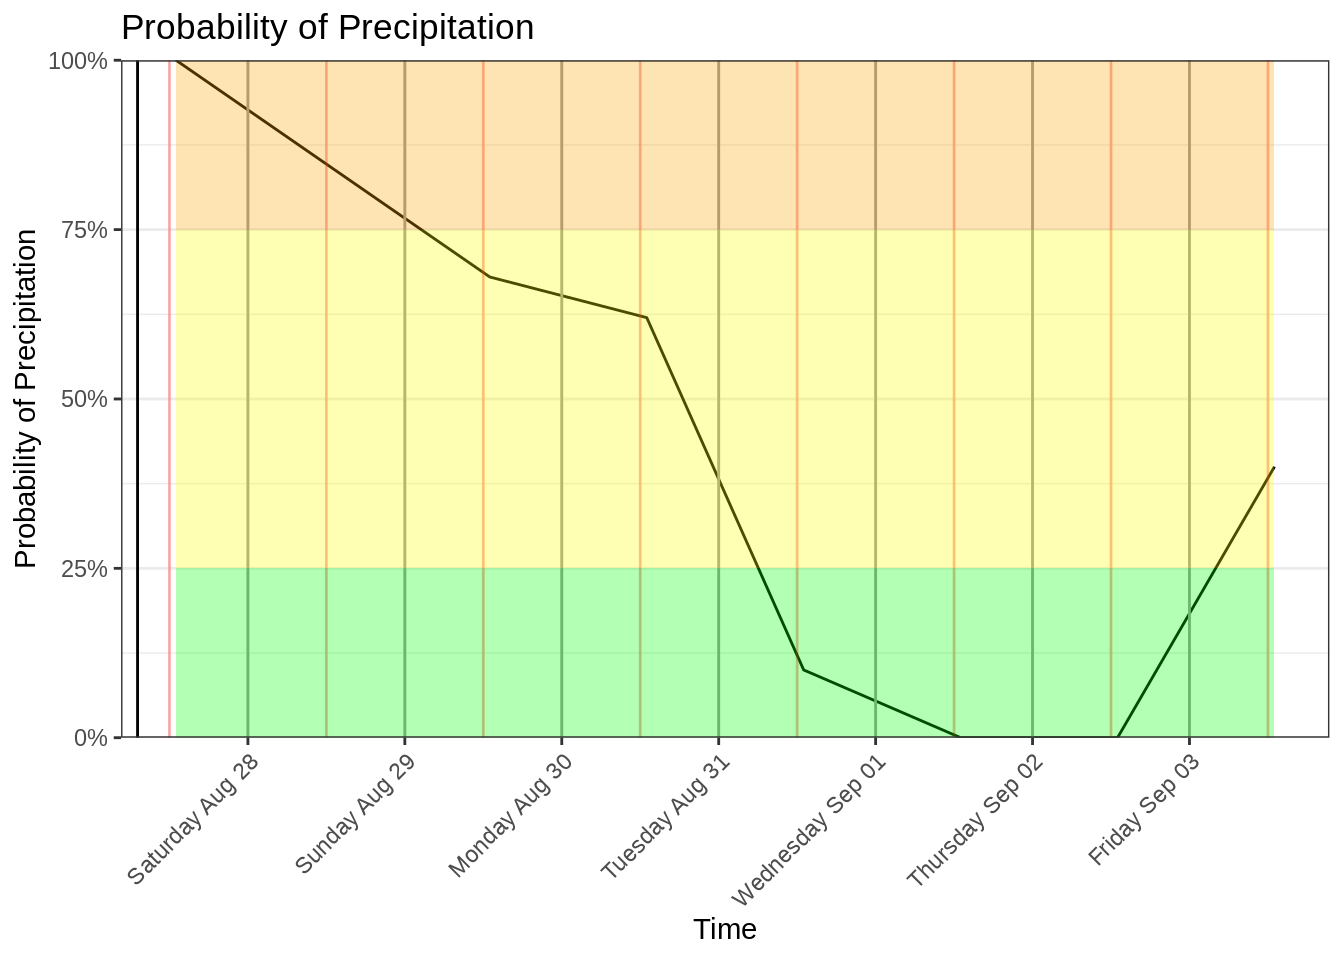 Probability of Precipitation
Probability of Precipitation
100%
75%
50%
25%
0%
Saturday Aug 28
Sunday Aug 29
Monday Aug 30
Tuesday Aug 31
Wednesday Sep 01
Thursday Sep 02
Friday Sep 03
Time